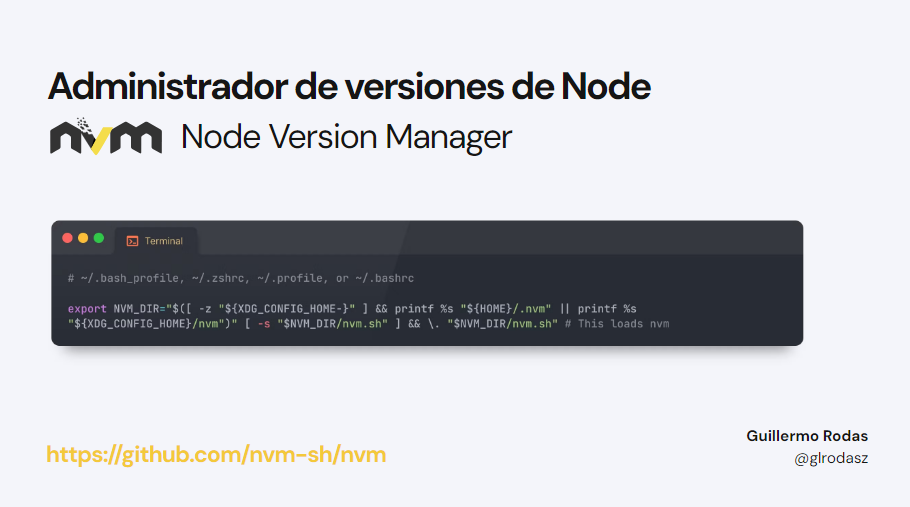 Administrador de versiones de Node
nvm Node Version Manager
Terminal
# ~/.bash_profile, ~/.zshrc, ~/.profile, or ~/.bashrc
export NVM_DIR="$([ -z "${XDG_CONFIG_HOME-}" ] && printf %s "${HOME}/.nvm" || printf %s
"${XDG_CONFIG_HOME}/nvm")" [ -s "$NVM_DIR/nvm.sh" ] && \. "$NVM_DIR/nvm.sh" # This loads nvm
https://github.com/nvm-sh/nvm
Guillermo Rodas
@glrodasz